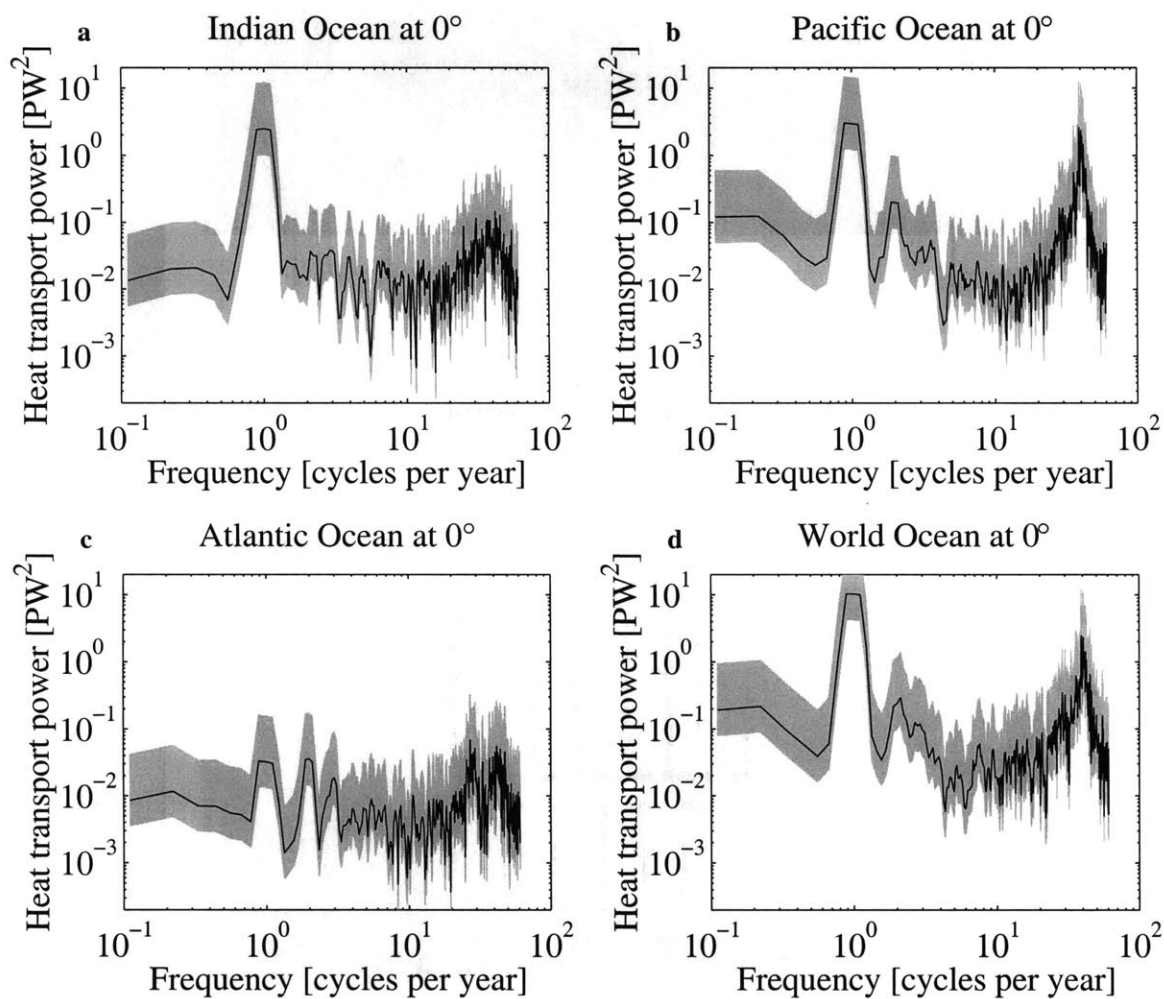 a Indian Ocean at 0°
Heat transport power [PW²]
10¹
10⁰
10⁻¹
10⁻²
10⁻³
10⁻¹ 10⁰ 10¹ 10²
Frequency [cycles per year]
b Pacific Ocean at 0°
Heat transport power [PW²]
10¹
10⁰
10⁻¹
10⁻²
10⁻³
10⁻¹ 10⁰ 10¹ 10²
Frequency [cycles per year]
c Atlantic Ocean at 0°
Heat transport power [PW²]
10¹
10⁰
10⁻¹
10⁻²
10⁻³
10⁻¹ 10⁰ 10¹ 10²
Frequency [cycles per year]
d World Ocean at 0°
Heat transport power [PW²]
10¹
10⁰
10⁻¹
10⁻²
10⁻³
10⁻¹ 10⁰ 10¹ 10²
Frequency [cycles per year]